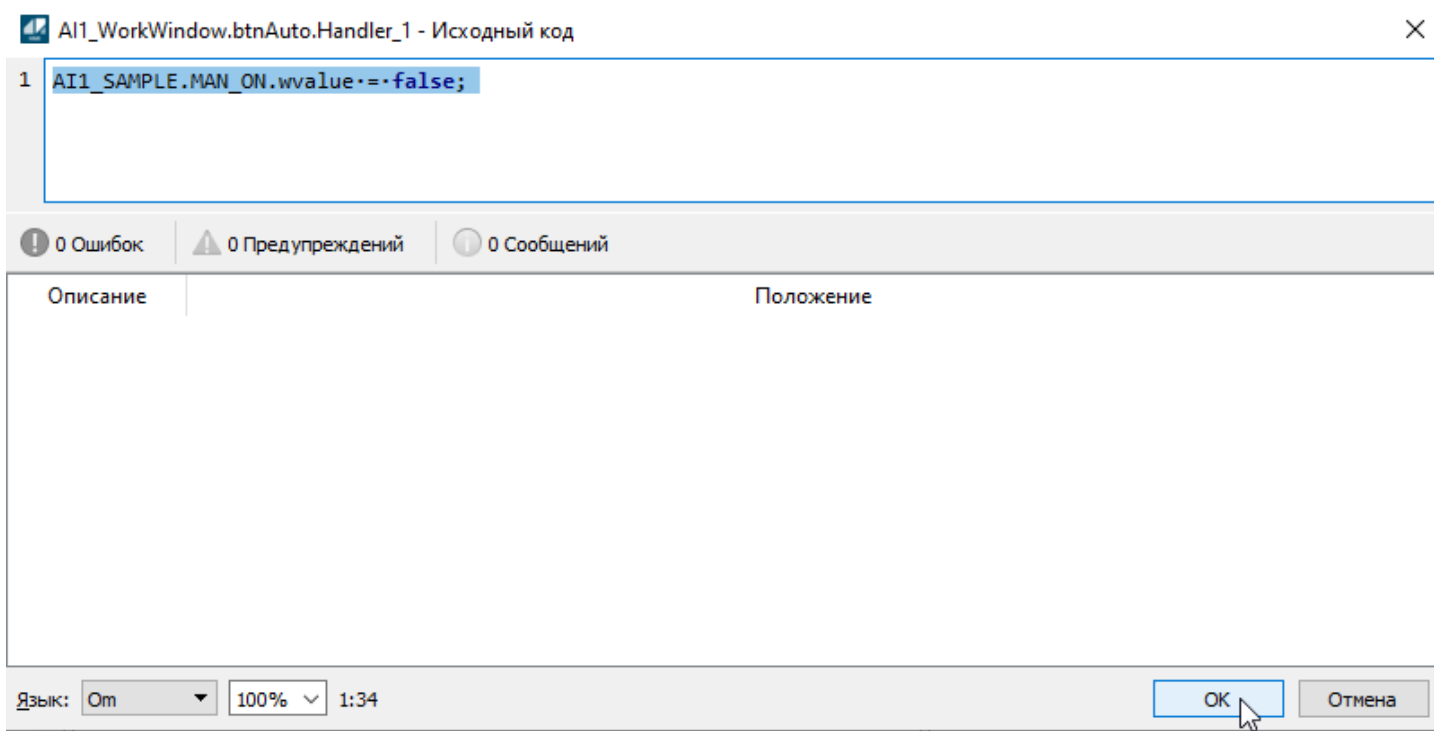 AI1_WorkWindow.btnAuto.Handler_1 - Исходный код
1 AI1_SAMPLE.MAN_ON.wvalue·=·false;
0 Ошибок 0 Предупреждений 0 Сообщений
Описание Положение
Язык: Om 100% 1:34 OK Отмена